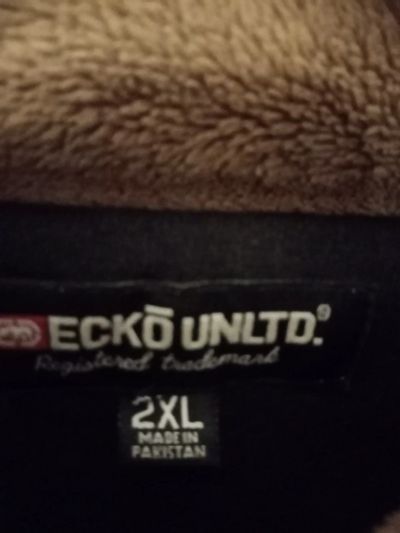 ECKŌ UNLTD.®
Registered trademark
2XL
MADE IN
PAKISTAN